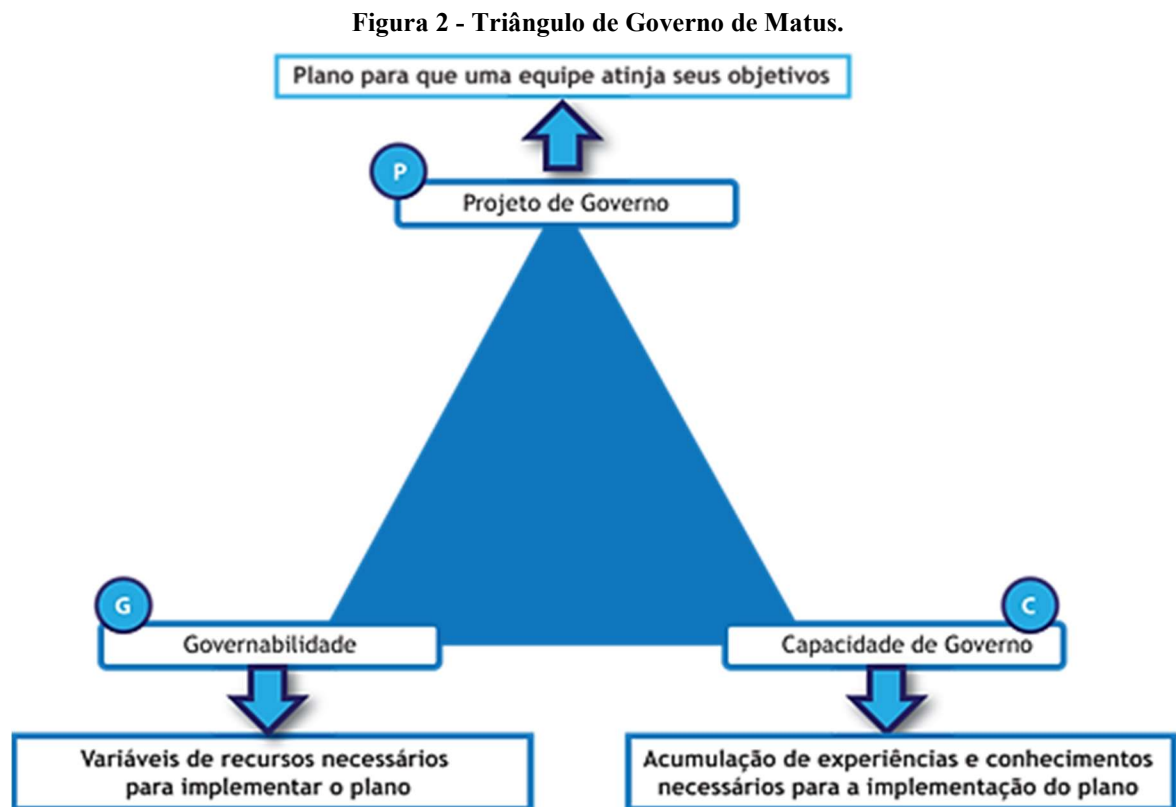 Figura 2 - Triângulo de Governo de Matus.
Plano para que uma equipe atinja seus objetivos
P
Projeto de Governo
G
Governabilidade
C
Capacidade de Governo
Variáveis de recursos necessários
para implementar o plano
Acumulação de experiências e conhecimentos
necessários para a implementação do plano